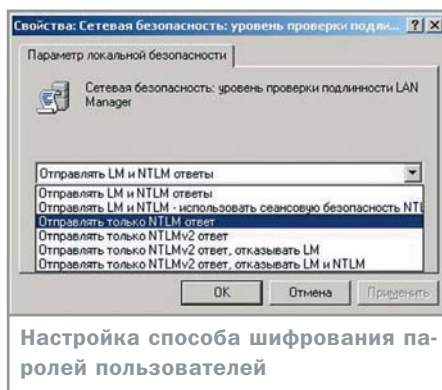 Свойства: Сетевая безопасность: уровень проверки подли...
Параметр локальной безопасности
Сетевая безопасность: уровень проверки подлинности LAN
Manager
Отправлять LM и NTLM ответы
Отправлять LM и NTLM ответы
Отправлять LM и NTLM - использовать сеансовую безопасность NTL
Отправлять только NTLM ответ
Отправлять только NTLMv2 ответ
Отправлять только NTLMv2 ответ, отказывать LM
Отправлять только NTLMv2 ответ, отказывать LM и NTLM
OK Отмена Применить
Настройка способа шифрования па-
ролей пользователей